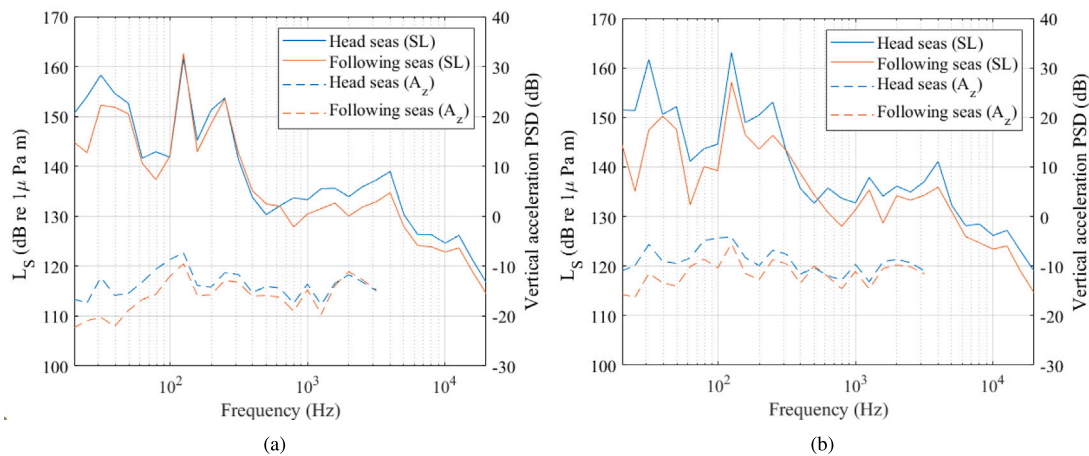 170
160
150
140
130
120
110
100
L_S (dB re 1μ Pa m)
40
30
20
10
0
-10
-20
-30
Vertical acceleration PSD (dB)
Head seas (SL)
Following seas (SL)
Head seas (A_z)
Following seas (A_z)
10^2
10^3
10^4
Frequency (Hz)
(a)
170
160
150
140
130
120
110
100
L_S (dB re 1μ Pa m)
40
30
20
10
0
-10
-20
-30
Vertical acceleration PSD (dB)
Head seas (SL)
Following seas (SL)
Head seas (A_z)
Following seas (A_z)
10^2
10^3
10^4
Frequency (Hz)
(b)